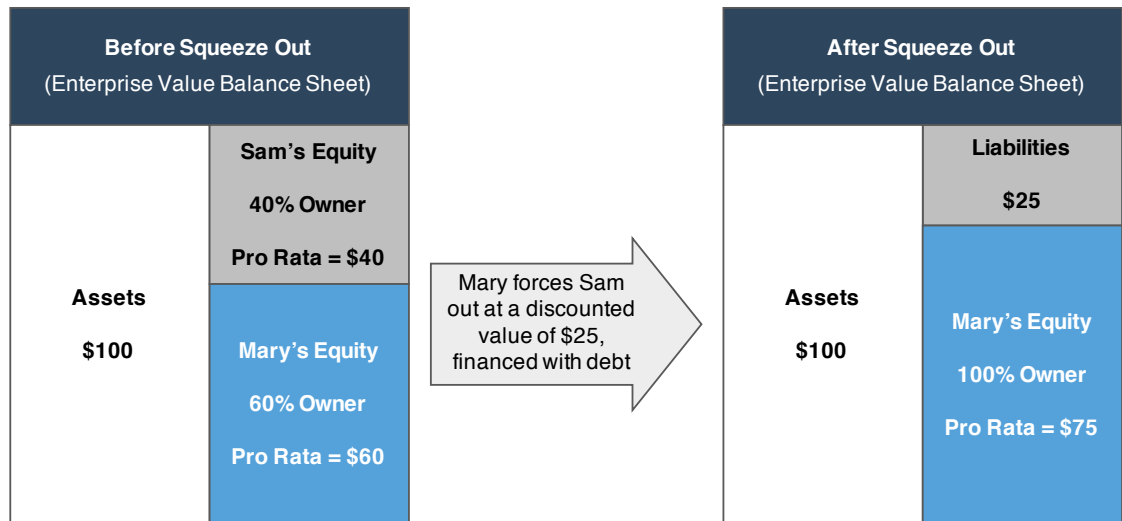 Before Squeeze Out
(Enterprise Value Balance Sheet)
Assets
$100
Sam's Equity
40% Owner
Pro Rata = $40
Mary's Equity
60% Owner
Pro Rata = $60
Mary forces Sam
out at a discounted
value of $25,
financed with debt
After Squeeze Out
(Enterprise Value Balance Sheet)
Assets
$100
Liabilities
$25
Mary's Equity
100% Owner
Pro Rata = $75